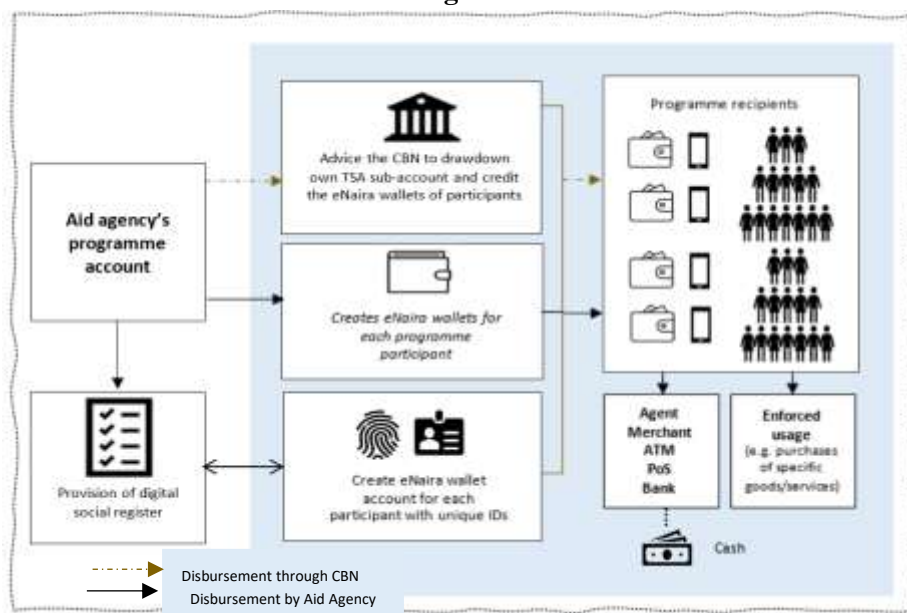 Programme recipients
Advice the CBN to drawdown
own TSA sub-account and credit
the eNaira wallets of participants
Aid agency's
programme
account
Creates eNaira wallets for
each programme
participant
Agent
Merchant
ATM
PoS
Bank
Enforced
usage
(e.g. purchases
of specific
goods/services)
Provision of digital
social register
Create eNaira wallet
account for each
participant with unique IDs
Cash
Disbursement through CBN
Disbursement by Aid Agency